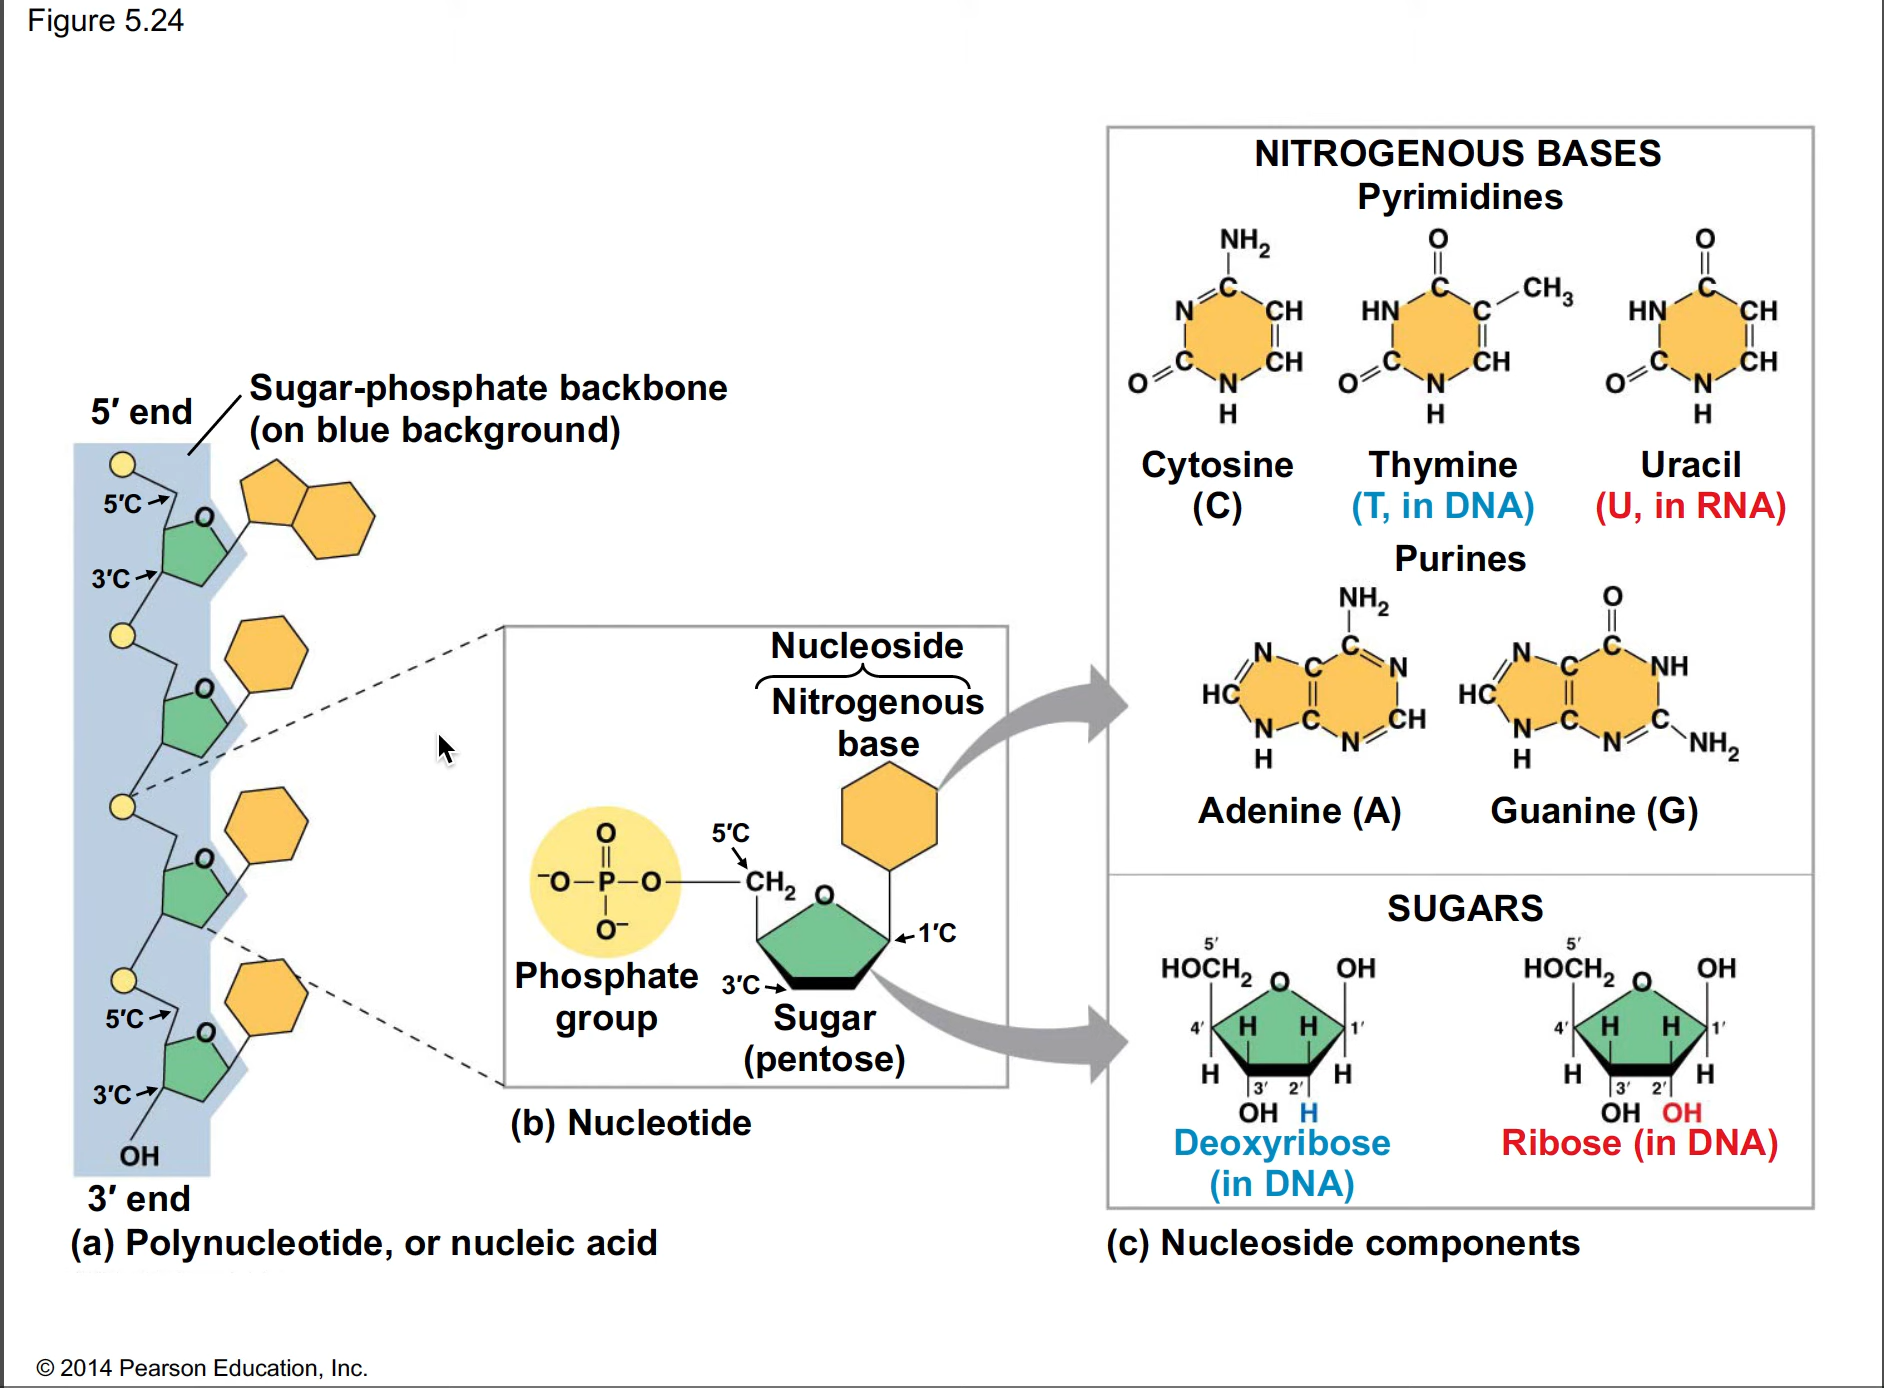 Figure 5.24
5′ end
Sugar-phosphate backbone
(on blue background)
5′C
O
3′C
O
O
5′C
O
3′C
OH
3′ end
(a) Polynucleotide, or nucleic acid
Nucleoside
Nitrogenous
base
O
⁻O–P–O
O⁻
5′C
CH₂
O
1′C
3′C
Phosphate
group
Sugar
(pentose)
(b) Nucleotide
NITROGENOUS BASES
Pyrimidines
NH₂
C
N
CH
C
CH
O
N
H
O
C
CH₃
HN
C
C
CH
O
N
H
O
C
HN
CH
C
CH
O
N
H
Cytosine
(C)
Thymine
(T, in DNA)
Uracil
(U, in RNA)
Purines
NH₂
N
C
C
N
HC
N
H
C
N
CH
O
N
C
C
NH
HC
N
H
C
N
C
NH₂
Adenine (A)
Guanine (G)
SUGARS
5′
HOCH₂
O
OH
4′
H
H
1′
H
3′
2′
H
OH
H
Deoxyribose
(in DNA)
5′
HOCH₂
O
OH
4′
H
H
1′
H
3′
2′
H
OH
OH
Ribose (in DNA)
(c) Nucleoside components
© 2014 Pearson Education, Inc.